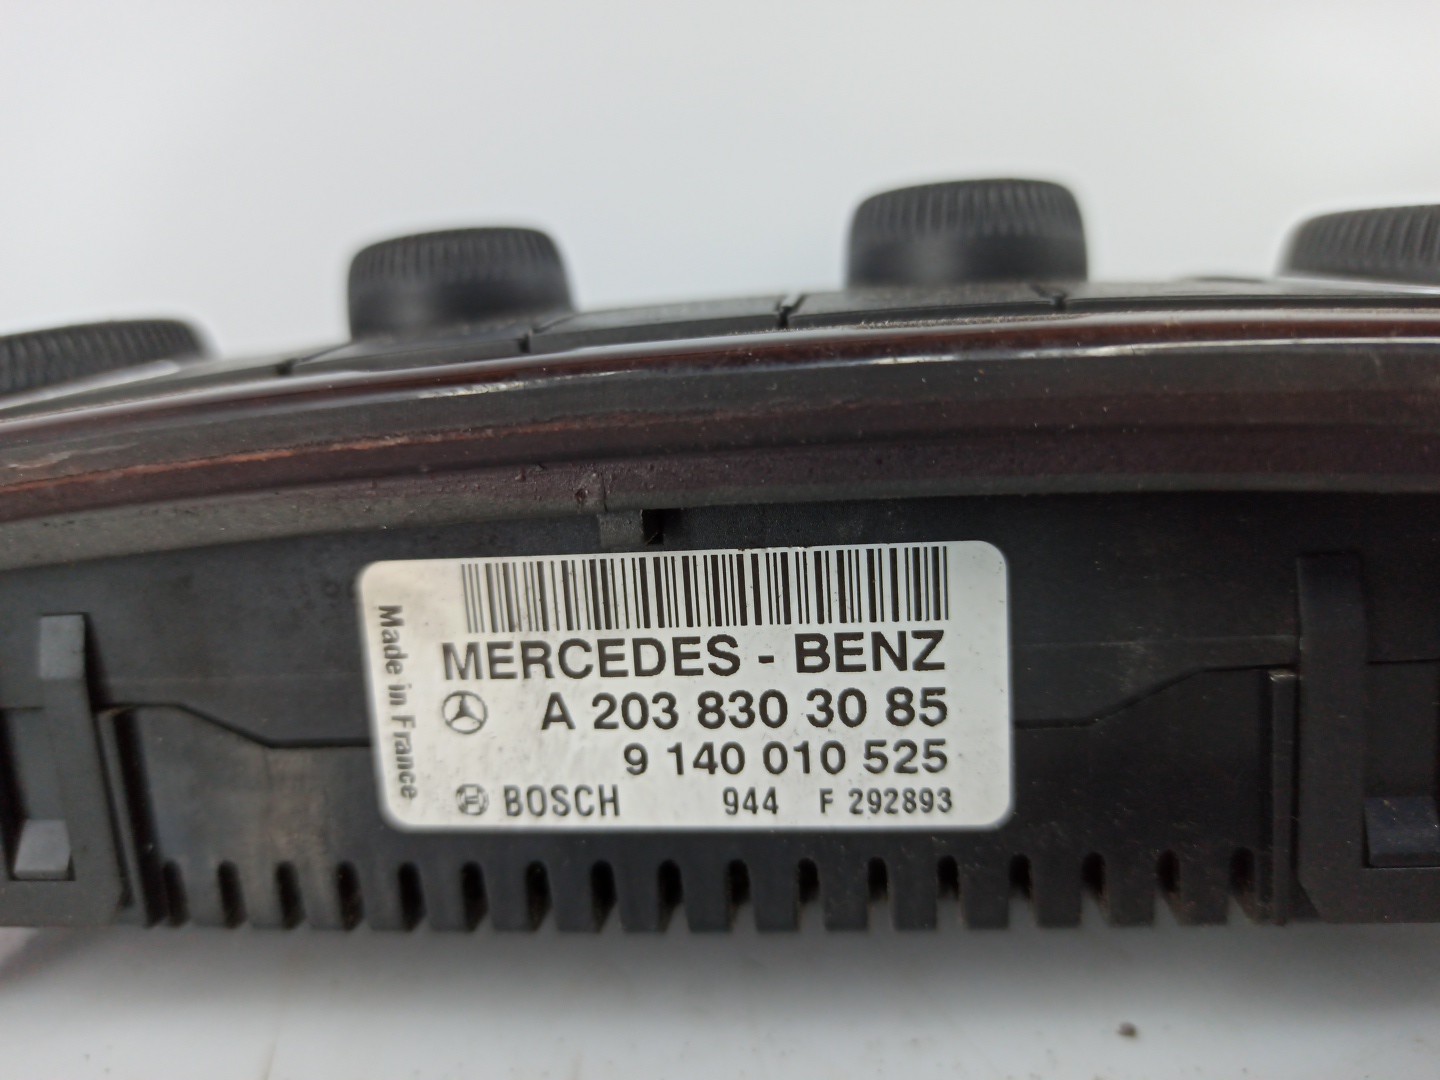 MERCEDES - BENZ
A 203 830 30 85
9 140 010 525
BOSCH 944 F 292893
Made in France